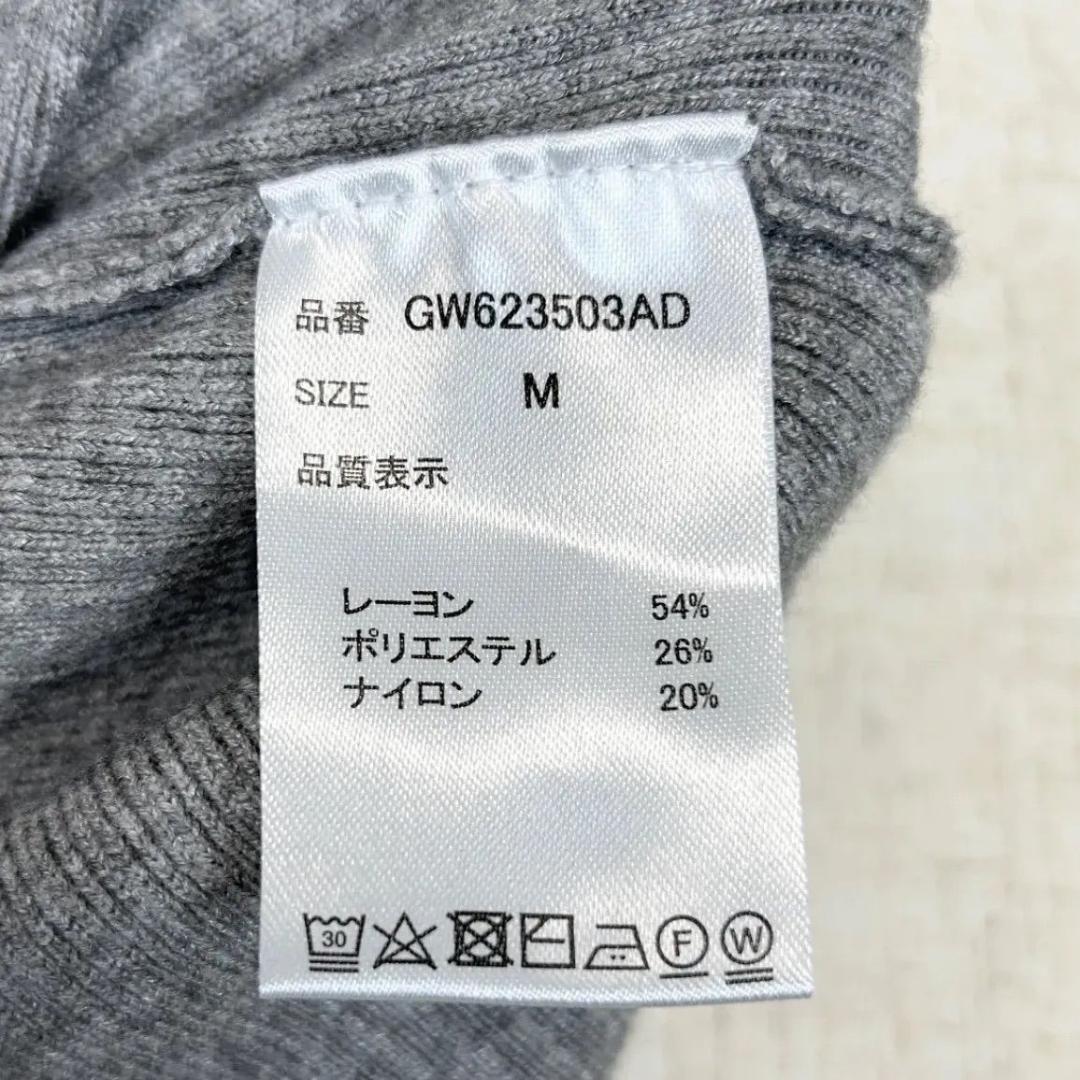 品番 GW623503AD
SIZE M
品質表示
レーヨン 54%
ポリエステル 26%
ナイロン 20%
30 F W